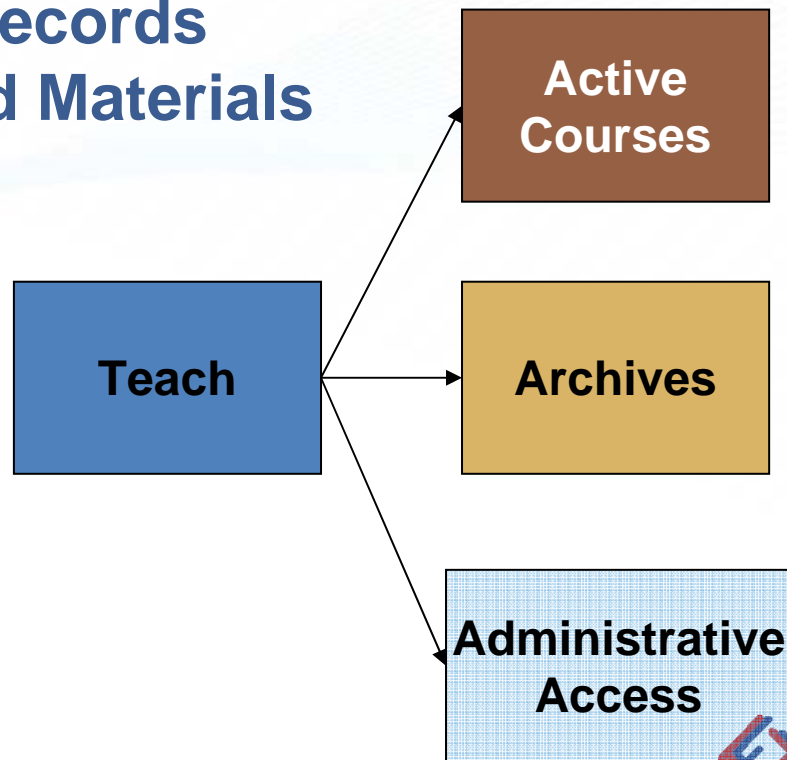 ecords
d Materials
Active
Courses
Teach
Archives
Administrative
Access